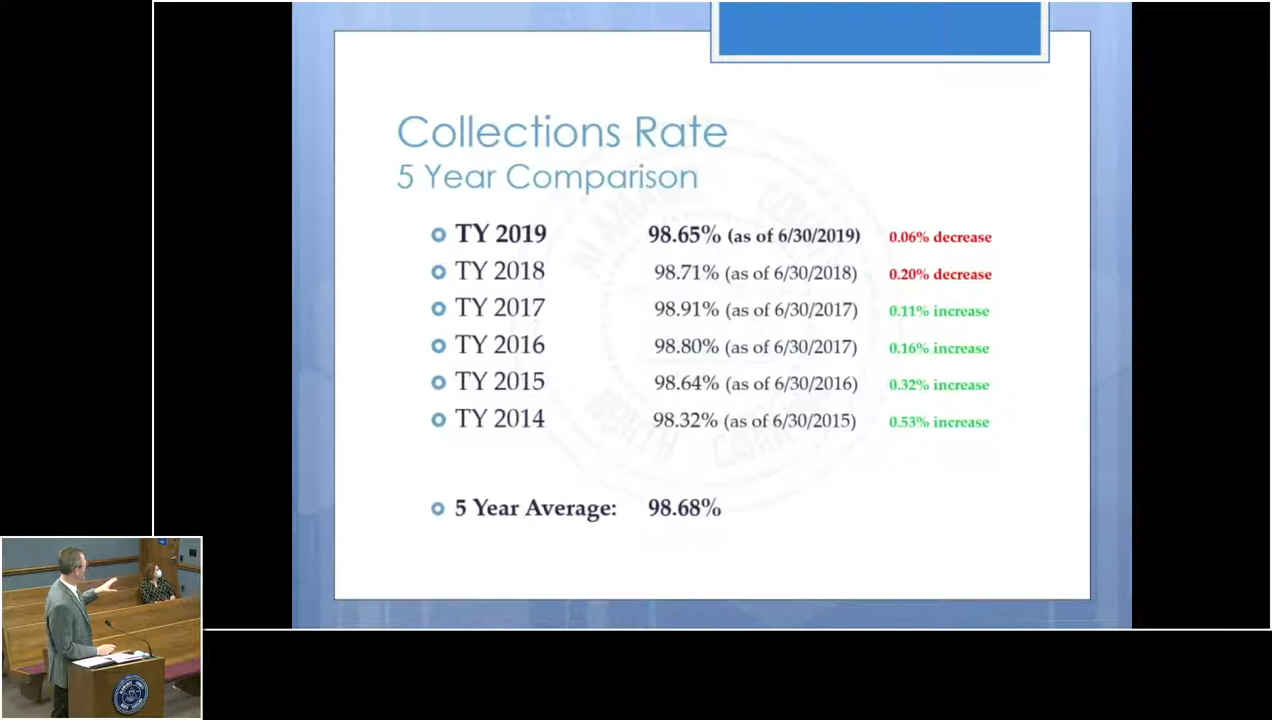 Collections Rate
5 Year Comparison
TY 2019 98.65% (as of 6/30/2019) 0.06% decrease
TY 2018 98.71% (as of 6/30/2018) 0.20% decrease
TY 2017 98.91% (as of 6/30/2017) 0.11% increase
TY 2016 98.80% (as of 6/30/2017) 0.16% increase
TY 2015 98.64% (as of 6/30/2016) 0.32% increase
TY 2014 98.32% (as of 6/30/2015) 0.53% increase
5 Year Average: 98.68%